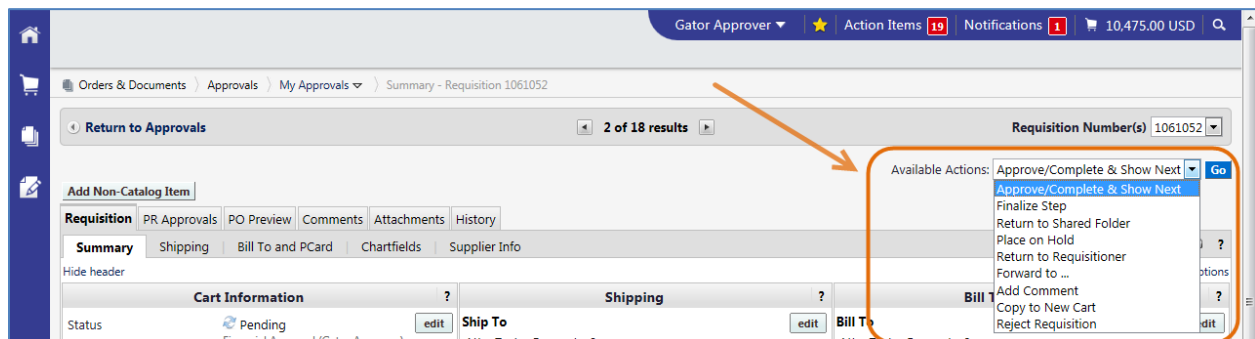 Gator Approver Action Items 19 Notifications 1 10,475.00 USD
Orders & Documents Approvals My Approvals Summary - Requisition 1061052
Return to Approvals 2 of 18 results Requisition Number(s) 1061052
Available Actions: Approve/Complete & Show Next Go
Approve/Complete & Show Next
Add Non-Catalog Item
Finalize Step
Requisition PR Approvals PO Preview Comments Attachments History
Return to Shared Folder
Place on Hold
Summary Shipping Bill To and PCard Chartfields Supplier Info ?
Return to Requisitioner
Hide header
Forward to ...
Add Comment
Cart Information ? Shipping ? Bill ?
Copy to New Cart
Status Pending edit Ship To edit Bill To edit
Reject Requisition